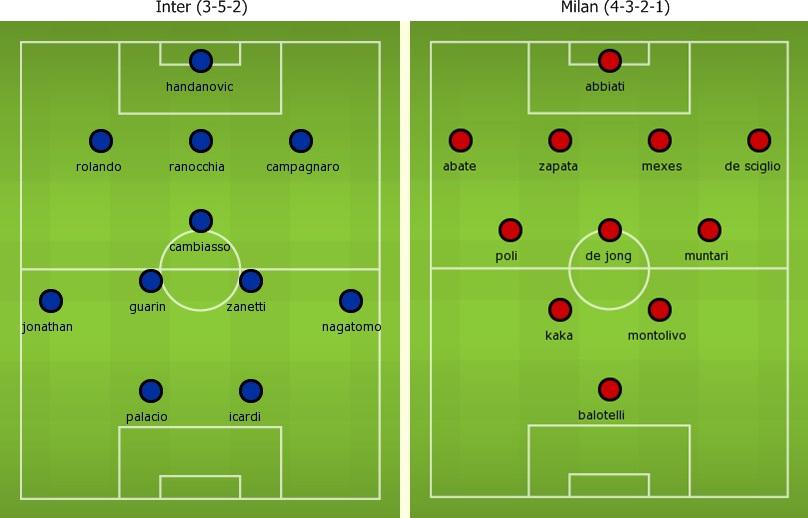 Inter (3-5-2)
handanovic
rolando ranocchia campagnaro
cambiasso
guarin zanetti
jonathan nagatomo
palacio icardi
Milan (4-3-2-1)
abbiati
abate zapata mexes de sciglio
poli de jong muntari
kaka montolivo
balotelli